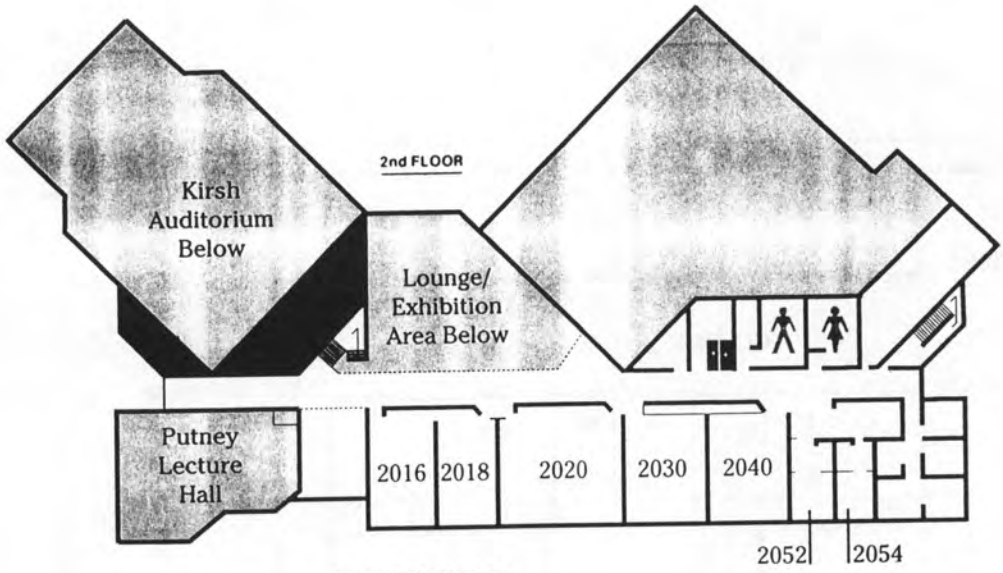 2nd FLOOR
Kirsh
Auditorium
Below
Lounge/
Exhibition
Area Below
Putney
Lecture
Hall
2016
2018
2020
2030
2040
2052
2054